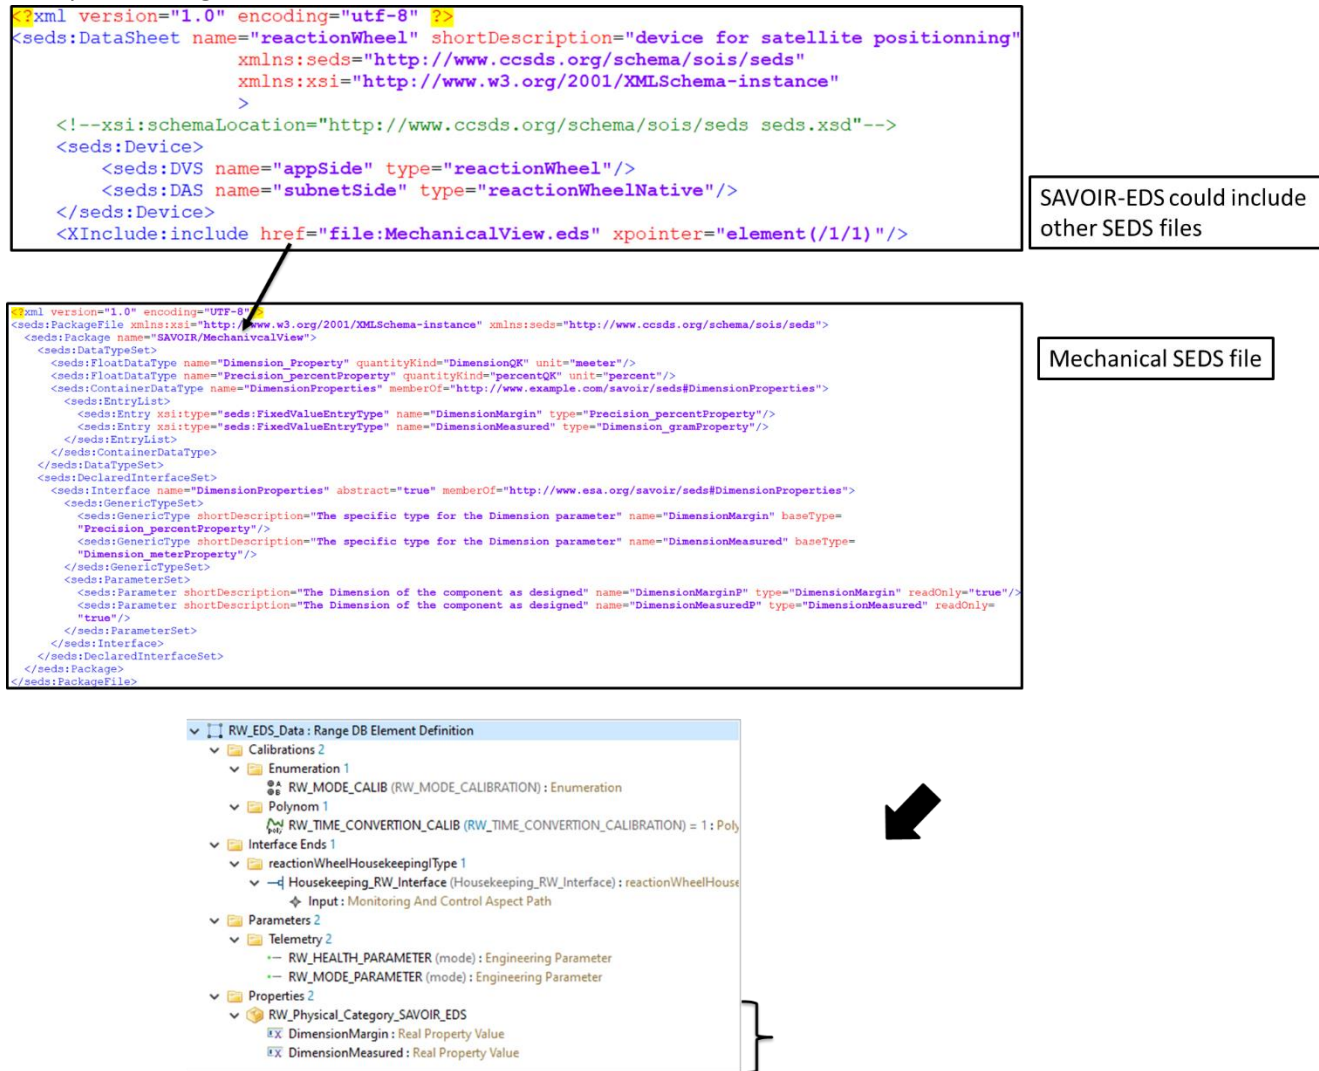 <?xml version="1.0" encoding="utf-8" ?>
<seds:DataSheet name="reactionWheel" shortDescription="device for satellite positionning"
xmlns:seds="http://www.ccsds.org/schema/sois/seds"
xmlns:xsi="http://www.w3.org/2001/XMLSchema-instance"
>
<!--xsi:schemaLocation="http://www.ccsds.org/schema/sois/seds seds.xsd"-->
<seds:Device>
<seds:DVS name="appSide" type="reactionWheel"/>
<seds:DAS name="subnetSide" type="reactionWheelNative"/>
</seds:Device>
<XInclude:include href="file:MechanicalView.eds" xpointer="element(/1/1)"/>
SAVOIR-EDS could include
other SEDS files
<?xml version="1.0" encoding="UTF-8"?>
<seds:PackageFile xmlns:xsi="http://www.w3.org/2001/XMLSchema-instance" xmlns:seds="http://www.ccsds.org/schema/sois/seds">
<seds:Package name="SAVOIR/MechanivcalView">
<seds:DataTypeSet>
<seds:FloatDataType name="Dimension_Property" quantityKind="DimensionQK" unit="meeter"/>
<seds:FloatDataType name="Precision_percentProperty" quantityKind="percentQK" unit="percent"/>
<seds:ContainerDataType name="DimensionProperties" memberOf="http://www.example.com/savoir/seds#DimensionProperties">
<seds:EntryList>
<seds:Entry xsi:type="seds:FixedValueEntryType" name="DimensionMargin" type="Precision_percentProperty"/>
<seds:Entry xsi:type="seds:FixedValueEntryType" name="DimensionMeasured" type="Dimension_gramProperty"/>
</seds:EntryList>
</seds:ContainerDataType>
</seds:DataTypeSet>
<seds:DeclaredInterfaceSet>
<seds:Interface name="DimensionProperties" abstract="true" memberOf="http://www.esa.org/savoir/seds#DimensionProperties">
<seds:GenericTypeSet>
<seds:GenericType shortDescription="The specific type for the Dimension parameter" name="DimensionMargin" baseType=
"Precision_percentProperty"/>
<seds:GenericType shortDescription="The specific type for the Dimension parameter" name="DimensionMeasured" baseType=
"Dimension_meterProperty"/>
</seds:GenericTypeSet>
<seds:ParameterSet>
<seds:Parameter shortDescription="The Dimension of the component as designed" name="DimensionMarginP" type="DimensionMargin" readOnly="true"/>
<seds:Parameter shortDescription="The Dimension of the component as designed" name="DimensionMeasuredP" type="DimensionMeasured" readOnly=
"true"/>
</seds:ParameterSet>
</seds:Interface>
</seds:DeclaredInterfaceSet>
</seds:Package>
</seds:PackageFile>
Mechanical SEDS file
RW_EDS_Data : Range DB Element Definition
Calibrations 2
Enumeration 1
RW_MODE_CALIB (RW_MODE_CALIBRATION) : Enumeration
Polynom 1
RW_TIME_CONVERTION_CALIB (RW_TIME_CONVERTION_CALIBRATION) = 1 : Poly
Interface Ends 1
reactionWheelHousekeepingIType 1
Housekeeping_RW_Interface (Housekeeping_RW_Interface) : reactionWheelHouse
Input : Monitoring And Control Aspect Path
Parameters 2
Telemetry 2
RW_HEALTH_PARAMETER (mode) : Engineering Parameter
RW_MODE_PARAMETER (mode) : Engineering Parameter
Properties 2
RW_Physical_Category_SAVOIR_EDS
DimensionMargin : Real Property Value
DimensionMeasured : Real Property Value